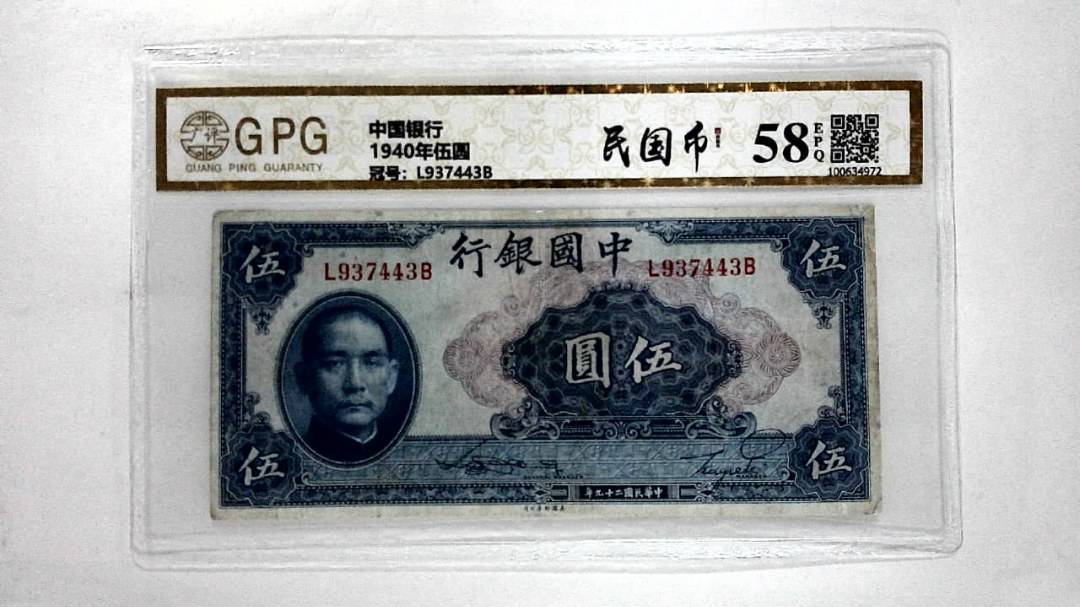 广评
GPG
GUANG PING GUARANTY
中国银行
1940年伍圆
冠号：L937443B
民国币
58
EPQ
100634972
行銀國中
伍
伍
L937443B
L937443B
圓伍
伍
伍
年九十二國民華中